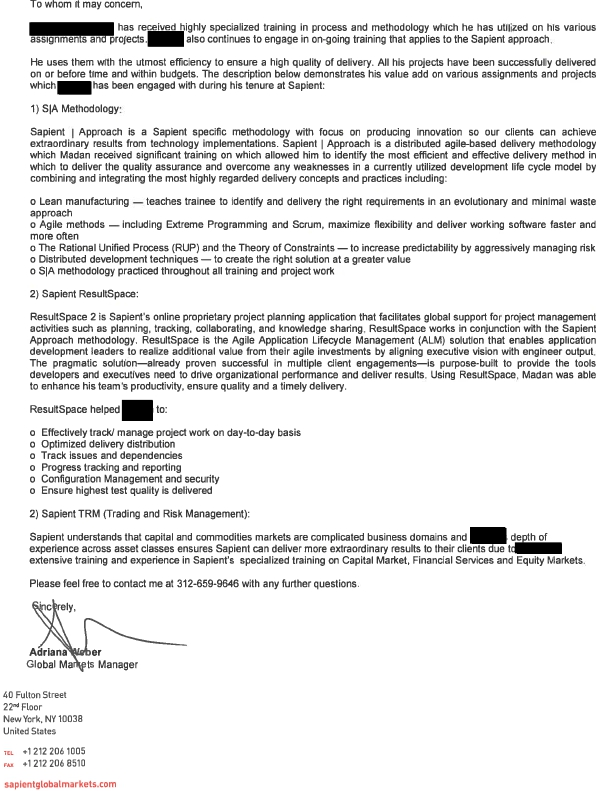 To whom it may concern,
has received highly specialized training in process and methodology which he has utilized on his various
assignments and projects. also continues to engage in on-going training that applies to the Sapient approach.
He uses them with the utmost efficiency to ensure a high quality of delivery. All his projects have been successfully delivered
on or before time and within budgets. The description below demonstrates his value add on various assignments and projects
which has been engaged with during his tenure at Sapient:
1) S|A Methodology:
Sapient | Approach is a Sapient specific methodology with focus on producing innovation so our clients can achieve
extraordinary results from technology implementations. Sapient | Approach is a distributed agile-based delivery methodology
which Madan received significant training on which allowed him to identify the most efficient and effective delivery method in
which to deliver the quality assurance and overcome any weaknesses in a currently utilized development life cycle model by
combining and integrating the most highly regarded delivery concepts and practices including:
o Lean manufacturing — teaches trainee to identify and delivery the right requirements in an evolutionary and minimal waste
approach
o Agile methods — including Extreme Programming and Scrum, maximize flexibility and deliver working software faster and
more often
o The Rational Unified Process (RUP) and the Theory of Constraints — to increase predictability by aggressively managing risk
o Distributed development techniques — to create the right solution at a greater value
o S|A methodology practiced throughout all training and project work
2) Sapient ResultSpace:
ResultSpace 2 is Sapient's online proprietary project planning application that facilitates global support for project management
activities such as planning, tracking, collaborating, and knowledge sharing. ResultSpace works in conjunction with the Sapient
Approach methodology. ResultSpace is the Agile Application Lifecycle Management (ALM) solution that enables application
development leaders to realize additional value from their agile investments by aligning executive vision with engineer output.
The pragmatic solution—already proven successful in multiple client engagements—is purpose-built to provide the tools
developers and executives need to drive organizational performance and deliver results. Using ResultSpace, Madan was able
to enhance his team's productivity, ensure quality and a timely delivery.
ResultSpace helped to:
o Effectively track/ manage project work on day-to-day basis
o Optimized delivery distribution
o Track issues and dependencies
o Progress tracking and reporting
o Configuration Management and security
o Ensure highest test quality is delivered
2) Sapient TRM (Trading and Risk Management):
Sapient understands that capital and commodities markets are complicated business domains and depth of
experience across asset classes ensures Sapient can deliver more extraordinary results to their clients due to
extensive training and experience in Sapient's specialized training on Capital Market, Financial Services and Equity Markets.
Please feel free to contact me at 312-659-9646 with any further questions.
Sincerely,
Adriana Weber
Global Markets Manager
40 Fulton Street
22nd Floor
New York, NY 10038
United States
TEL +1 212 206 1005
FAX +1 212 206 8510
sapientglobalmarkets.com